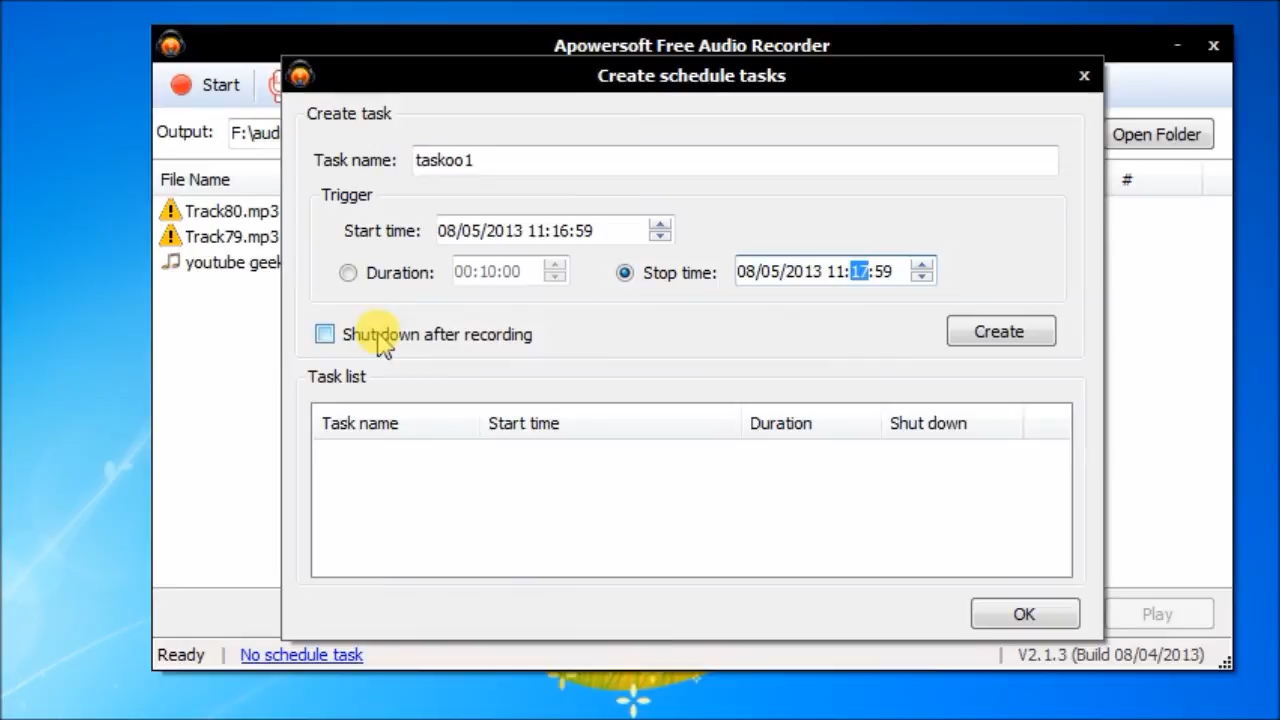 Apowersoft Free Audio Recorder
Create schedule tasks
Start
Output: F:\aud
Open Folder
File Name
#
Track80.mp3
Track79.mp3
youtube geek
Create task
Task name: taskoo1
Trigger
Start time: 08/05/2013 11:16:59
Duration: 00:10:00 Stop time: 08/05/2013 11:17:59
Shut down after recording Create
Task list
Task name Start time Duration Shut down
OK
Play
Ready | No schedule task | V2.1.3 (Build 08/04/2013)